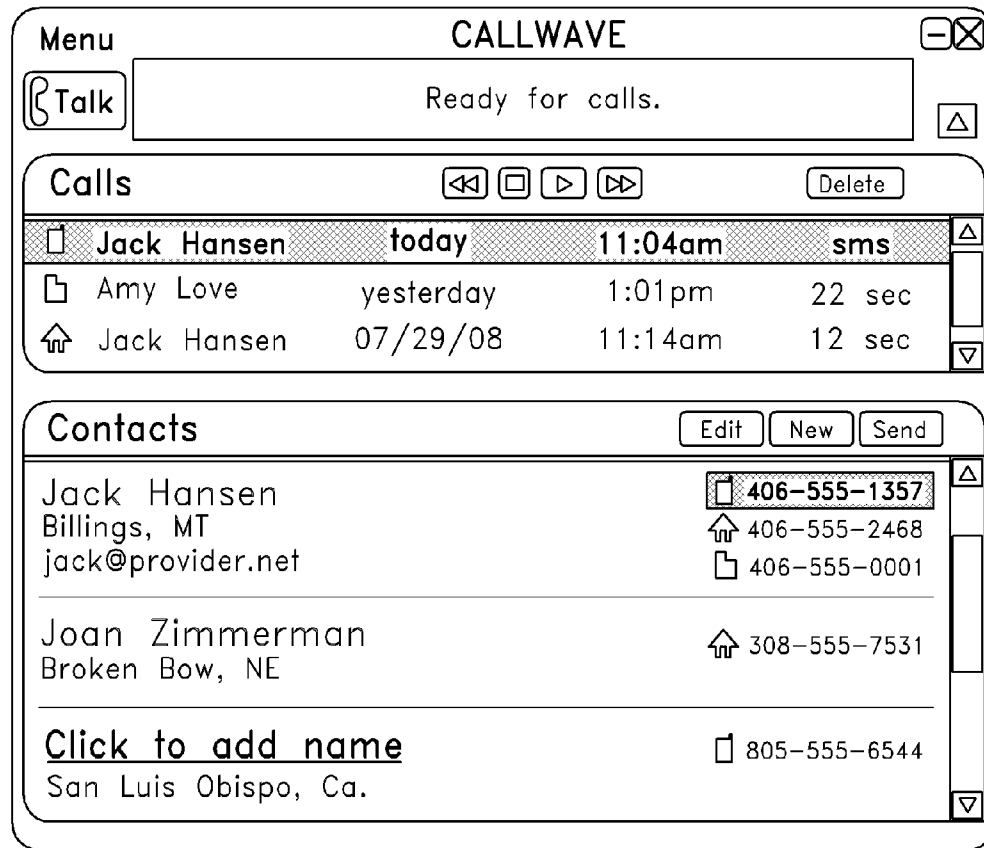 Menu CALLWAVE
Talk Ready for calls.
Calls Delete
Jack Hansen today 11:04am sms
Amy Love yesterday 1:01pm 22 sec
Jack Hansen 07/29/08 11:14am 12 sec
Contacts Edit New Send
Jack Hansen 406-555-1357
Billings, MT 406-555-2468
jack@provider.net 406-555-0001
Joan Zimmerman 308-555-7531
Broken Bow, NE
Click to add name 805-555-6544
San Luis Obispo, Ca.